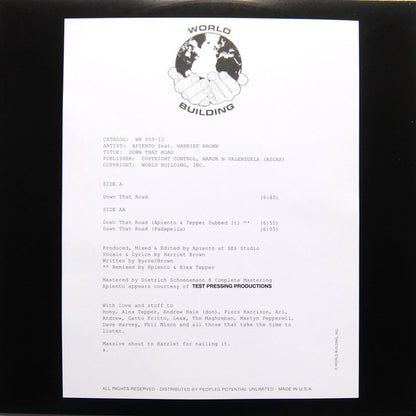 WORLD
BUILDING
CATALOG: WB 009-12
ARTIST: APIENTO feat. HARRIET BROWN
TITLE: DOWN THAT ROAD
PUBLISHER: COPYRIGHT CONTROL, AARON B VALENZUELA (ASCAP)
COPYRIGHT: WORLD BUILDING, INC.
SIDE A
Down That Road (6:40)
SIDE AA
Down That Road (Apiento & Tepper Dubbed It) ** (6:55)
Down That Road (Padapella) (6:05)
Produced, Mixed & Edited by Apiento at SE8 Studio
Vocals & Lyrics by Harriet Brown
Written by Byrne/Brown
** Remixed by Apiento & Alex Tepper
Mastered by Dietrich Schoenemann @ Complete Mastering
Apiento appears courtesy of TEST PRESSING PRODUCTIONS
With love and stuff to
Rosy, Alex Tepper, Andrew Hale (don), Piers Harrison, Ari,
Andrew, Gatto Fritto, Lexx, The Maghreban, Martyn Pepperell,
Dave Harvey, Phil Mison and all those that take the time to
listen.
Massive shout to Harriet for nailing it.
a.
ALL RIGHTS RESERVED - DISTRIBUTED BY PEOPLES POTENTIAL UNLIMITED - MADE IN U.S.A.
© WORLD BUILDING, INC.